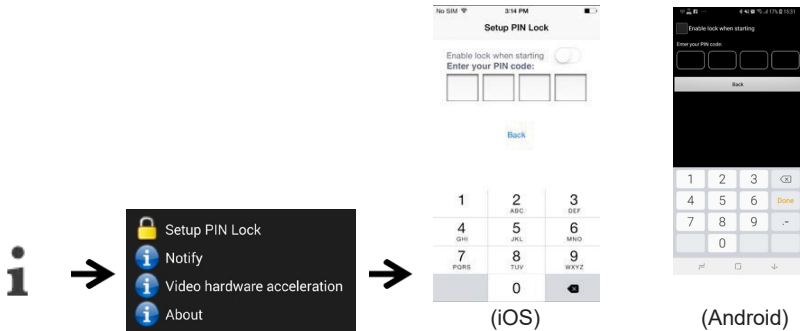 Setup PIN Lock
Notify
Video hardware acceleration
About
No SIM 3:14 PM
Setup PIN Lock
Enable lock when starting
Enter your PIN code:
Back
1 2 3
ABC DEF
4 5 6
GHI JKL MNO
7 8 9
PQRS TUV WXYZ
0
(iOS)
17% 15:51
Enable lock when starting
Enter your PIN code:
Back
1 2 3
4 5 6 Done
7 8 9 .-
0
(Android)